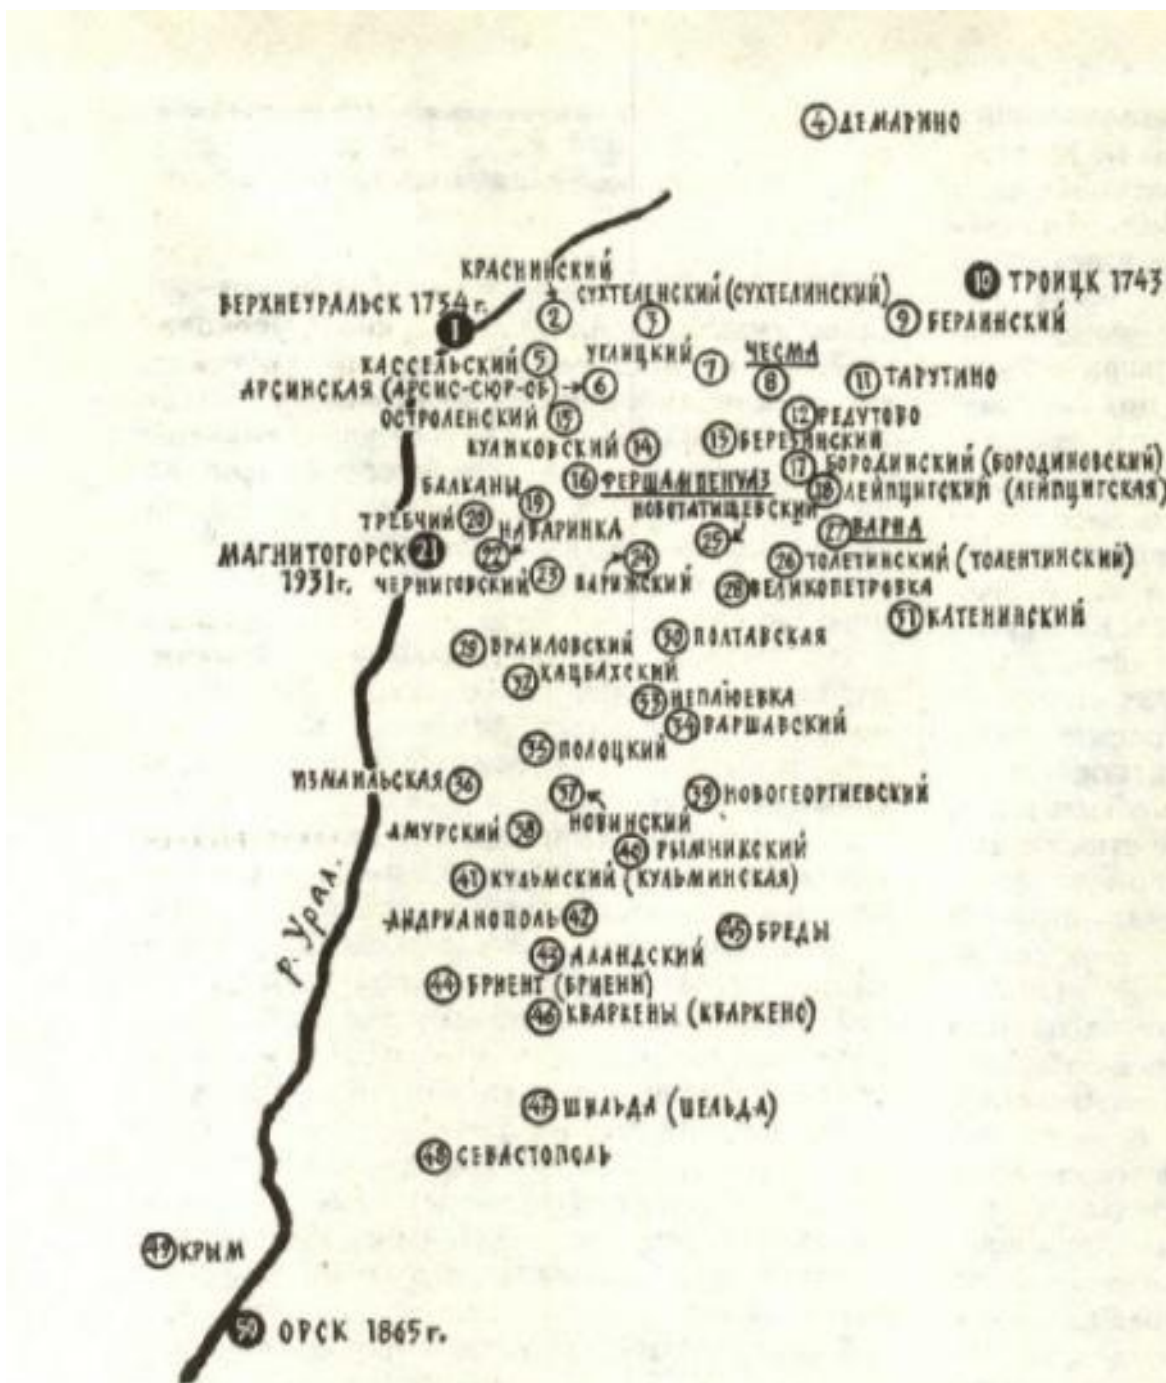 4 ДЕМАРИНО
КРАСНИНСКИЙ
2
СУХТЕЛЕНСКИЙ (СУХТЕЛИНСКИЙ)
3
10 ТРОИЦК 1743
ВЕРХНЕУРАЛЬСК 1734 г.
1
9 БЕРЛИНСКИЙ
КАССЕЛЬСКИЙ 5
УГЛИЦКИЙ 7
ЧЕСМА
8
11 ТАРУТИНО
АРСИНСКАЯ (АРСИС-СЮР-ОБ) 6
ОСТРОЛЕНСКИЙ 15
12 РЕДУТОВО
КУЛИКОВСКИЙ 14
13 БЕРЕЗИНСКИЙ
17 БОРОДИНСКИЙ (БОРОДИНОВСКИЙ)
БАЛКАНЫ 19
16 ФЕРШАМПЕНУАЗ
18 ЛЕЙПЦИГСКИЙ (ЛЕЙПЦИГСКАЯ)
НОВОТАТИЩЕВСКИЙ
25
ТРЕБЧИЙ 20
НАВАРИНКА
22
27 ВАРНА
МАГНИТОГОРСК 21
1931г.
24
ПАРИЖСКИЙ
26 ТОЛЕТИНСКИЙ (ТОЛЕНТИНСКИЙ)
ЧЕРНИГОВСКИЙ 23
28 ВЕЛИКОПЕТРОВКА
31 КАТЕНИНСКИЙ
29 БРАИЛОВСКИЙ
30 ПОЛТАВСКАЯ
32 КАЦБАХСКИЙ
33 НЕПЛЮЕВКА
34 ВАРШАВСКИЙ
35 ПОЛОЦКИЙ
ИЗМАИЛЬСКАЯ 36
37
НОВИНСКИЙ
39 НОВОГЕОРГИЕВСКИЙ
АМУРСКИЙ 38
40 РЫМНИКСКИЙ
41 КУЛЬМСКИЙ (КУЛЬМИНСКАЯ)
АНДРИАНОПОЛЬ 42
45 БРЕДЫ
р. Урал.
43 АЛАНДСКИЙ
44 БРИЕНТ (БРИЕНН)
46 КВАРКЕНЫ (КВАРКЕНО)
47 ШИЛЬДА (ШЕЛЬДА)
48 СЕВАСТОПОЛЬ
49 КРЫМ
50 ОРСК 1865 г.